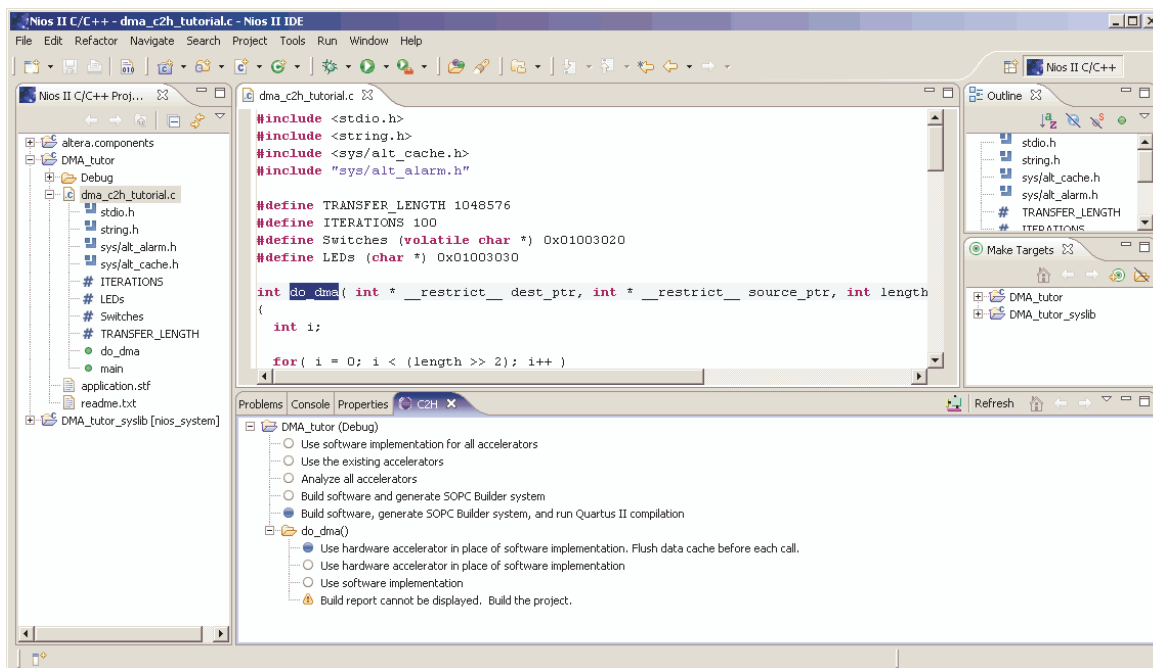 Nios II C/C++ - dma_c2h_tutorial.c - Nios II IDE
File Edit Refactor Navigate Search Project Tools Run Window Help
Nios II C/C++
Nios II C/C++ Proj...
altera.components
DMA_tutor
Debug
dma_c2h_tutorial.c
stdio.h
string.h
sys/alt_alarm.h
sys/alt_cache.h
# ITERATIONS
# LEDs
# Switches
# TRANSFER_LENGTH
do_dma
main
application.stf
readme.txt
DMA_tutor_syslib [nios_system]
dma_c2h_tutorial.c
#include <stdio.h>
#include <string.h>
#include <sys/alt_cache.h>
#include "sys/alt_alarm.h"
#define TRANSFER_LENGTH 1048576
#define ITERATIONS 100
#define Switches (volatile char *) 0x01003020
#define LEDs (char *) 0x01003030
int do_dma( int * __restrict__ dest_ptr, int * __restrict__ source_ptr, int length
{
int i;
for( i = 0; i < (length >> 2); i++ )
Outline
stdio.h
string.h
sys/alt_cache.h
sys/alt_alarm.h
# TRANSFER_LENGTH
# ITERATIONS
Make Targets
DMA_tutor
DMA_tutor_syslib
Problems Console Properties C2H
Refresh
DMA_tutor (Debug)
Use software implementation for all accelerators
Use the existing accelerators
Analyze all accelerators
Build software and generate SOPC Builder system
Build software, generate SOPC Builder system, and run Quartus II compilation
do_dma()
Use hardware accelerator in place of software implementation. Flush data cache before each call.
Use hardware accelerator in place of software implementation
Use software implementation
Build report cannot be displayed. Build the project.